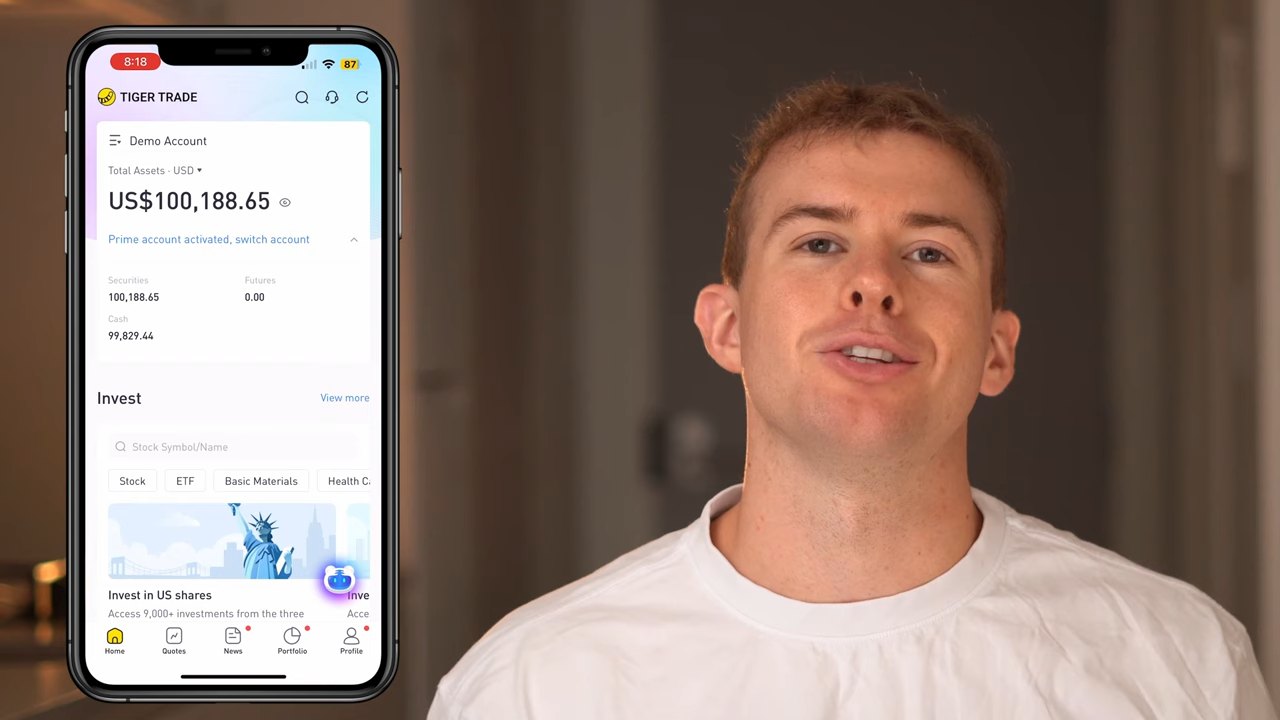 8:18
87
TIGER TRADE
Demo Account
Total Assets · USD
US$100,188.65
Prime account activated, switch account
Securities
Futures
100,188.65
0.00
Cash
99,829.44
Invest
View more
Stock Symbol/Name
Stock
ETF
Basic Materials
Health Ca
Invest in US shares
Inve
Access 9,000+ investments from the three
Acce
Home
Quotes
News
Portfolio
Profile